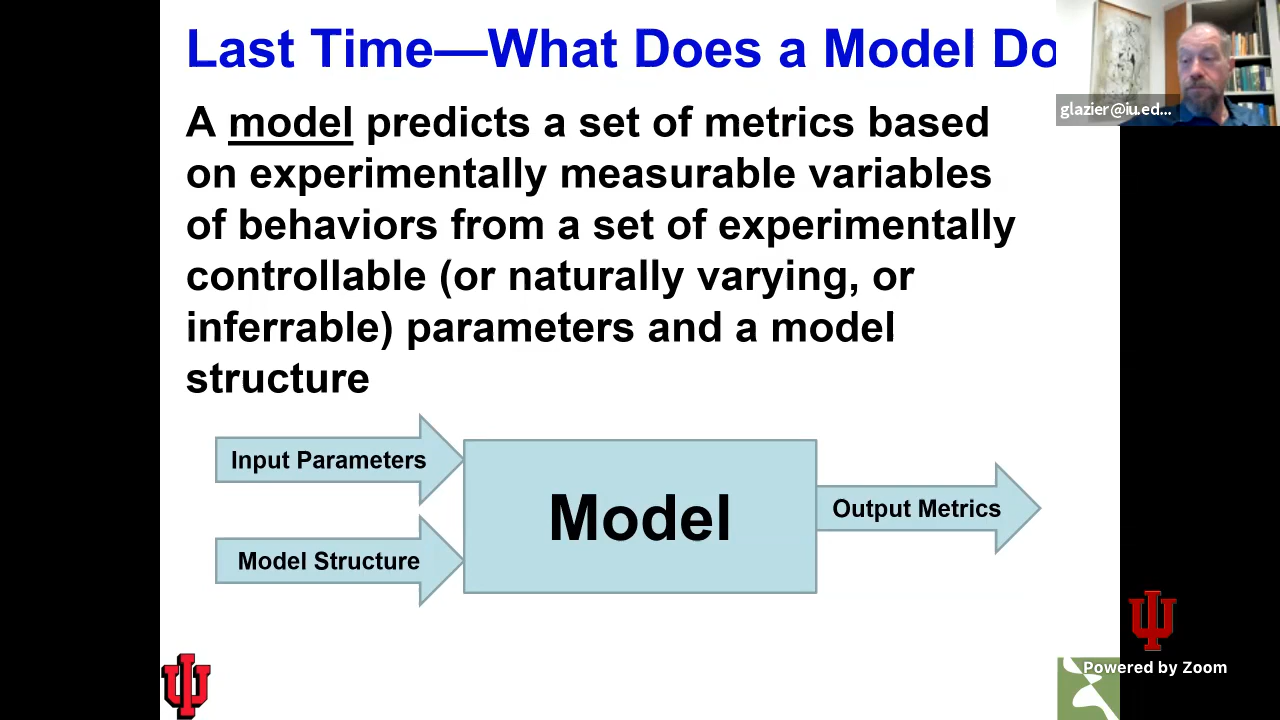 Last Time—What Does a Model Do
glazier@iu.ed...
A model predicts a set of metrics based
on experimentally measurable variables
of behaviors from a set of experimentally
controllable (or naturally varying, or
inferrable) parameters and a model
structure
Input Parameters
Model
Output Metrics
Model Structure
Powered by Zoom